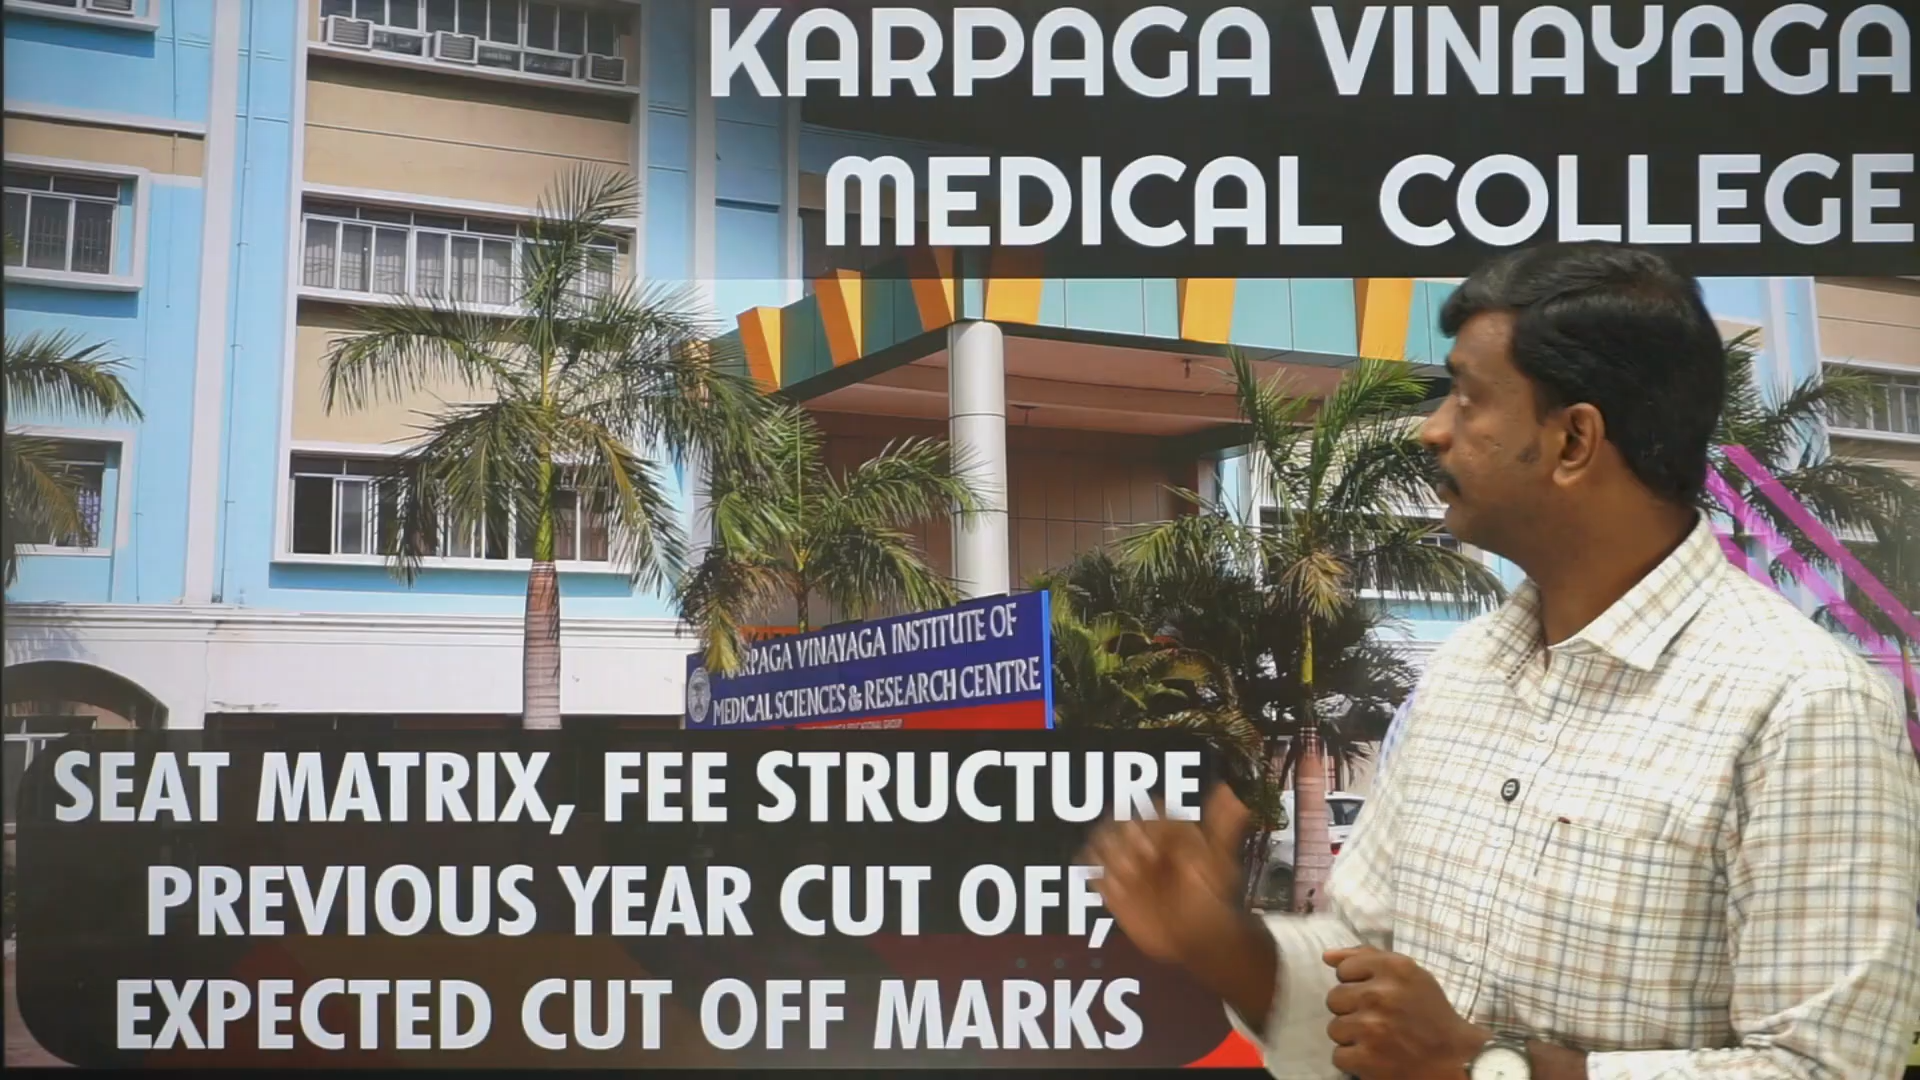 KARPAGA VINAYAGA
MEDICAL COLLEGE
KARPAGA VINAYAGA INSTITUTE OF
MEDICAL SCIENCES & RESEARCH CENTRE
SEAT MATRIX, FEE STRUCTURE
PREVIOUS YEAR CUT OFF,
EXPECTED CUT OFF MARKS